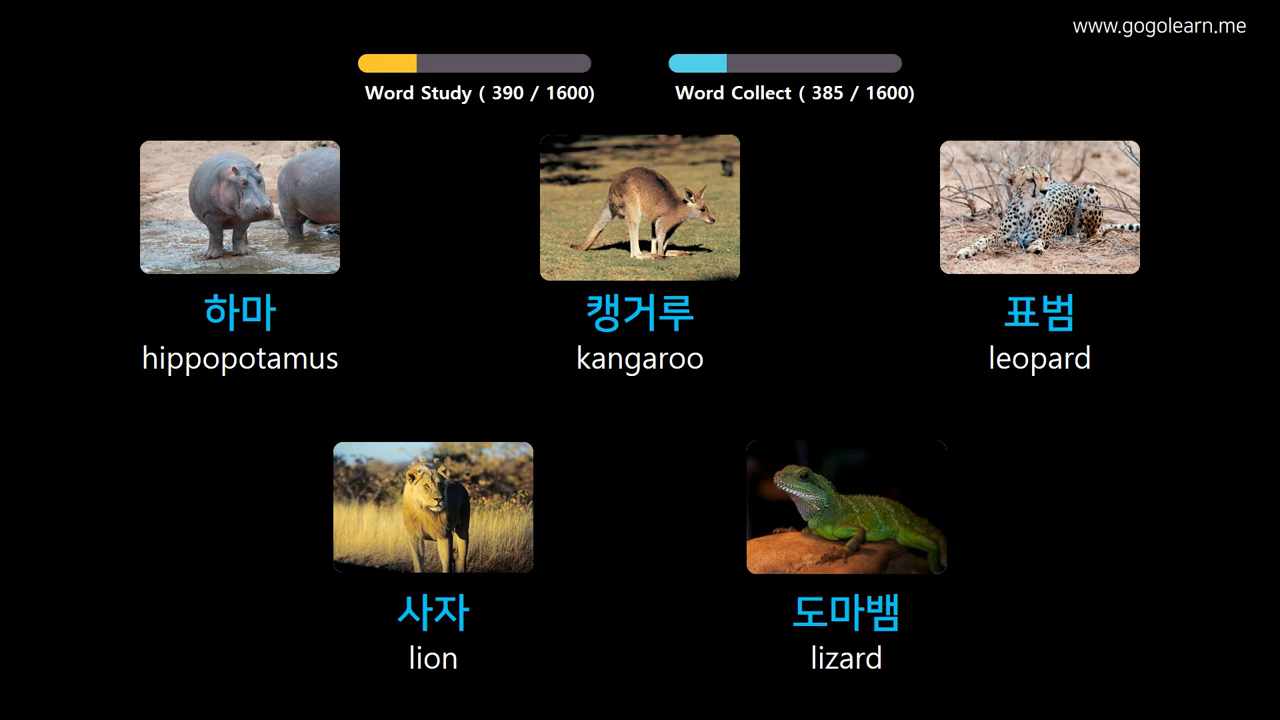 www.gogolearn.me
Word Study ( 390 / 1600)
Word Collect ( 385 / 1600)
하마
hippopotamus
캥거루
kangaroo
표범
leopard
사자
lion
도마뱀
lizard